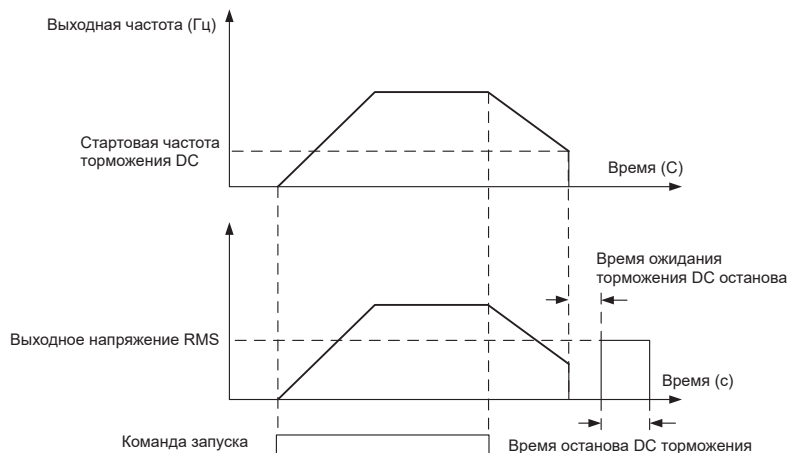 Выходная частота (Гц)
Стартовая частота
торможения DC
Время (С)
Время ожидания
торможения DC останова
Выходное напряжение RMS
Время (с)
Команда запуска
Время останова DC торможения